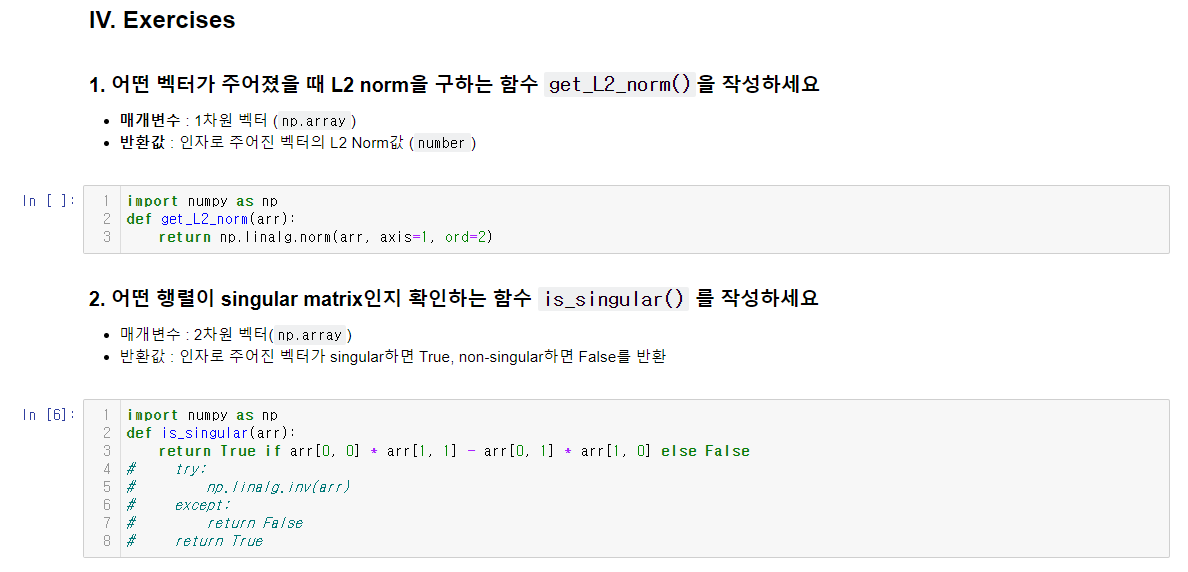 IV. Exercises
1. 어떤 벡터가 주어졌을 때 L2 norm을 구하는 함수 get_L2_norm()을 작성하세요
• 매개변수 : 1차원 벡터 (np.array)
• 반환값 : 인자로 주어진 벡터의 L2 Norm값 (number)
In [ ]:
1 import numpy as np
2 def get_L2_norm(arr):
3     return np.linalg.norm(arr, axis=1, ord=2)
2. 어떤 행렬이 singular matrix인지 확인하는 함수 is_singular() 를 작성하세요
• 매개변수 : 2차원 벡터(np.array)
• 반환값 : 인자로 주어진 벡터가 singular하면 True, non-singular하면 False를 반환
In [6]:
1 import numpy as np
2 def is_singular(arr):
3     return True if arr[0, 0] * arr[1, 1] - arr[0, 1] * arr[1, 0] else False
4 #     try:
5 #         np.linalg.inv(arr)
6 #     except:
7 #         return False
8 #     return True